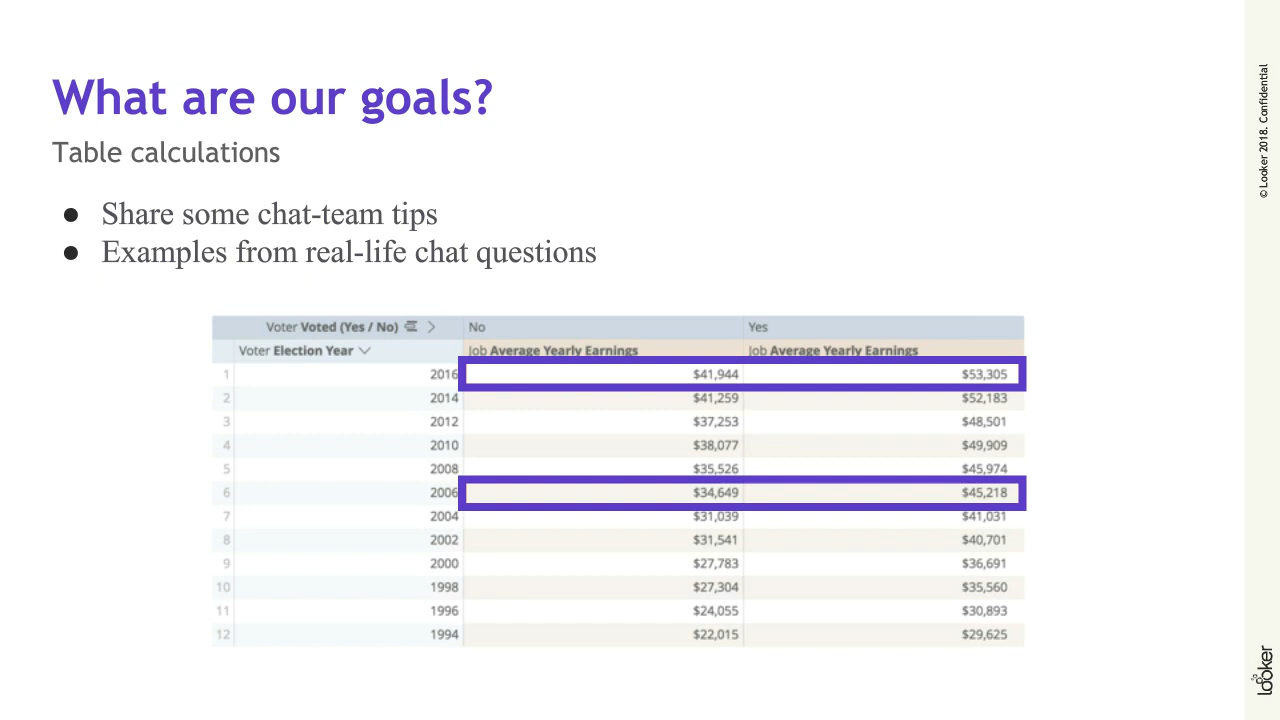 What are our goals?
Table calculations
● Share some chat-team tips
● Examples from real-life chat questions
Voter Voted (Yes / No) No Yes
Voter Election Year Job Average Yearly Earnings Job Average Yearly Earnings
1 2016 $41,944 $53,305
2 2014 $41,259 $52,183
3 2012 $37,253 $48,501
4 2010 $38,077 $49,909
5 2008 $35,526 $45,974
6 2006 $34,649 $45,218
7 2004 $31,039 $41,031
8 2002 $31,541 $40,701
9 2000 $27,783 $36,691
10 1998 $27,304 $35,560
11 1996 $24,055 $30,893
12 1994 $22,015 $29,625
© Looker 2018. Confidential
looker